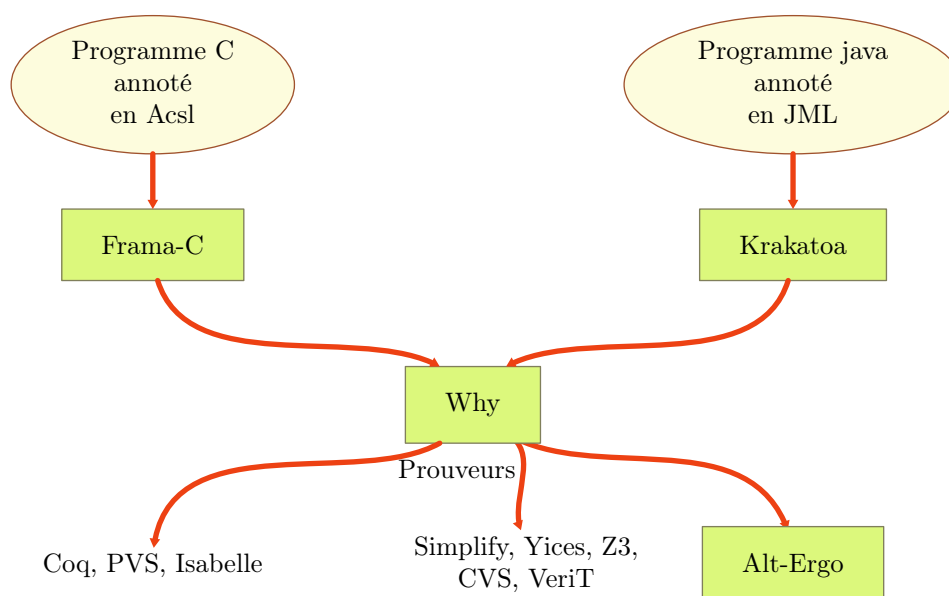 Programme C
annoté
en Acsl
Programme java
annoté
en JML
Frama-C
Krakatoa
Why
Prouveurs
Coq, PVS, Isabelle
Simplify, Yices, Z3,
CVS, VeriT
Alt-Ergo